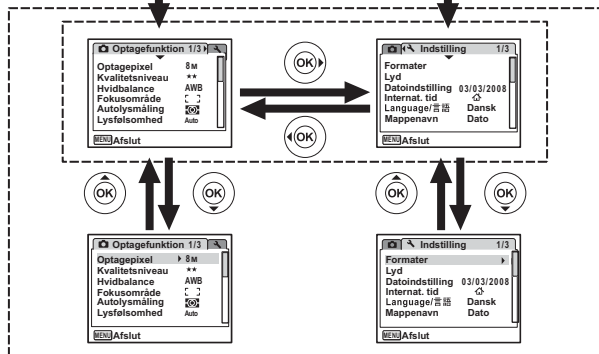 Optagefunktion 1/3
Optagepixel 8M
Kvalitetsniveau ★★
Hvidbalance AWB
Fokusområde
Autolysmåling
Lysfølsomhed Auto
MENU Afslut
OK
OK
Indstilling 1/3
Formater
Lyd
Datoindstilling 03/03/2008
Internat. tid
Language/言語 Dansk
Mappenavn Dato
MENU Afslut
OK
OK
OK
OK
Optagefunktion 1/3
Optagepixel 8M
Kvalitetsniveau ★★
Hvidbalance AWB
Fokusområde
Autolysmåling
Lysfølsomhed Auto
MENU Afslut
Indstilling 1/3
Formater
Lyd
Datoindstilling 03/03/2008
Internat. tid
Language/言語 Dansk
Mappenavn Dato
MENU Afslut